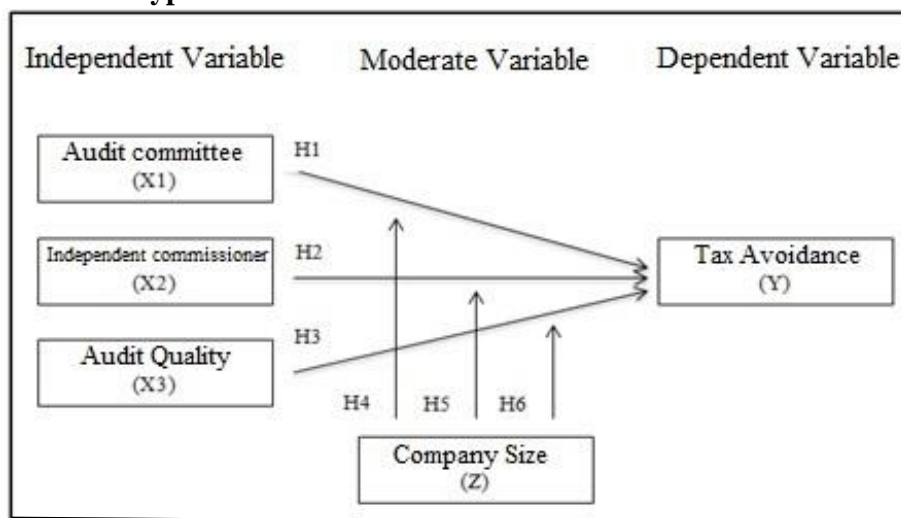 Independent Variable
Moderate Variable
Dependent Variable
Audit committee
(X1)
H1
Independent commissioner
(X2)
H2
Tax Avoidance
(Y)
Audit Quality
(X3)
H3
H4
H5
H6
Company Size
(Z)